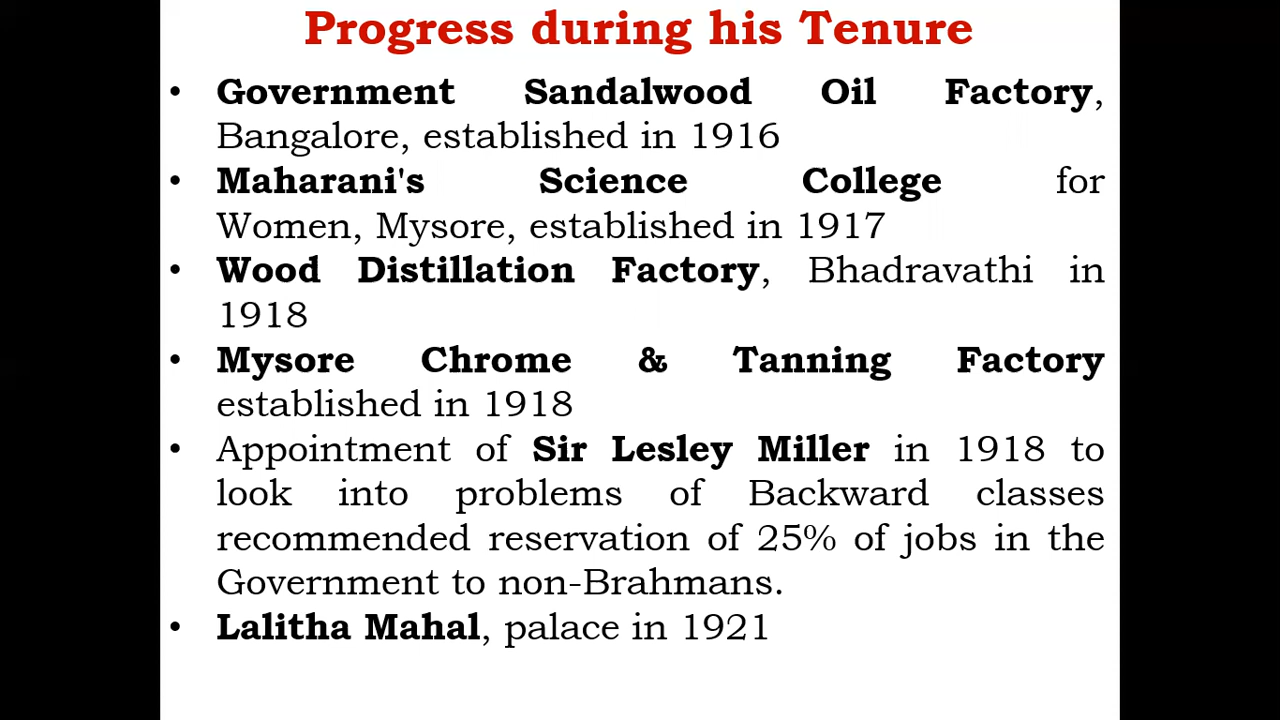 Progress during his Tenure
• Government Sandalwood Oil Factory,
Bangalore, established in 1916
• Maharani's Science College for
Women, Mysore, established in 1917
• Wood Distillation Factory, Bhadravathi in
1918
• Mysore Chrome & Tanning Factory
established in 1918
• Appointment of Sir Lesley Miller in 1918 to
look into problems of Backward classes
recommended reservation of 25% of jobs in the
Government to non-Brahmans.
• Lalitha Mahal, palace in 1921